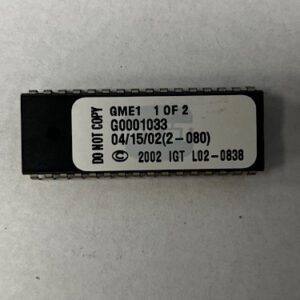 DO NOT COPY
GME1 1 OF 2
G0001033
04/15/02(2-080)
© 2002 IGT L02-0838